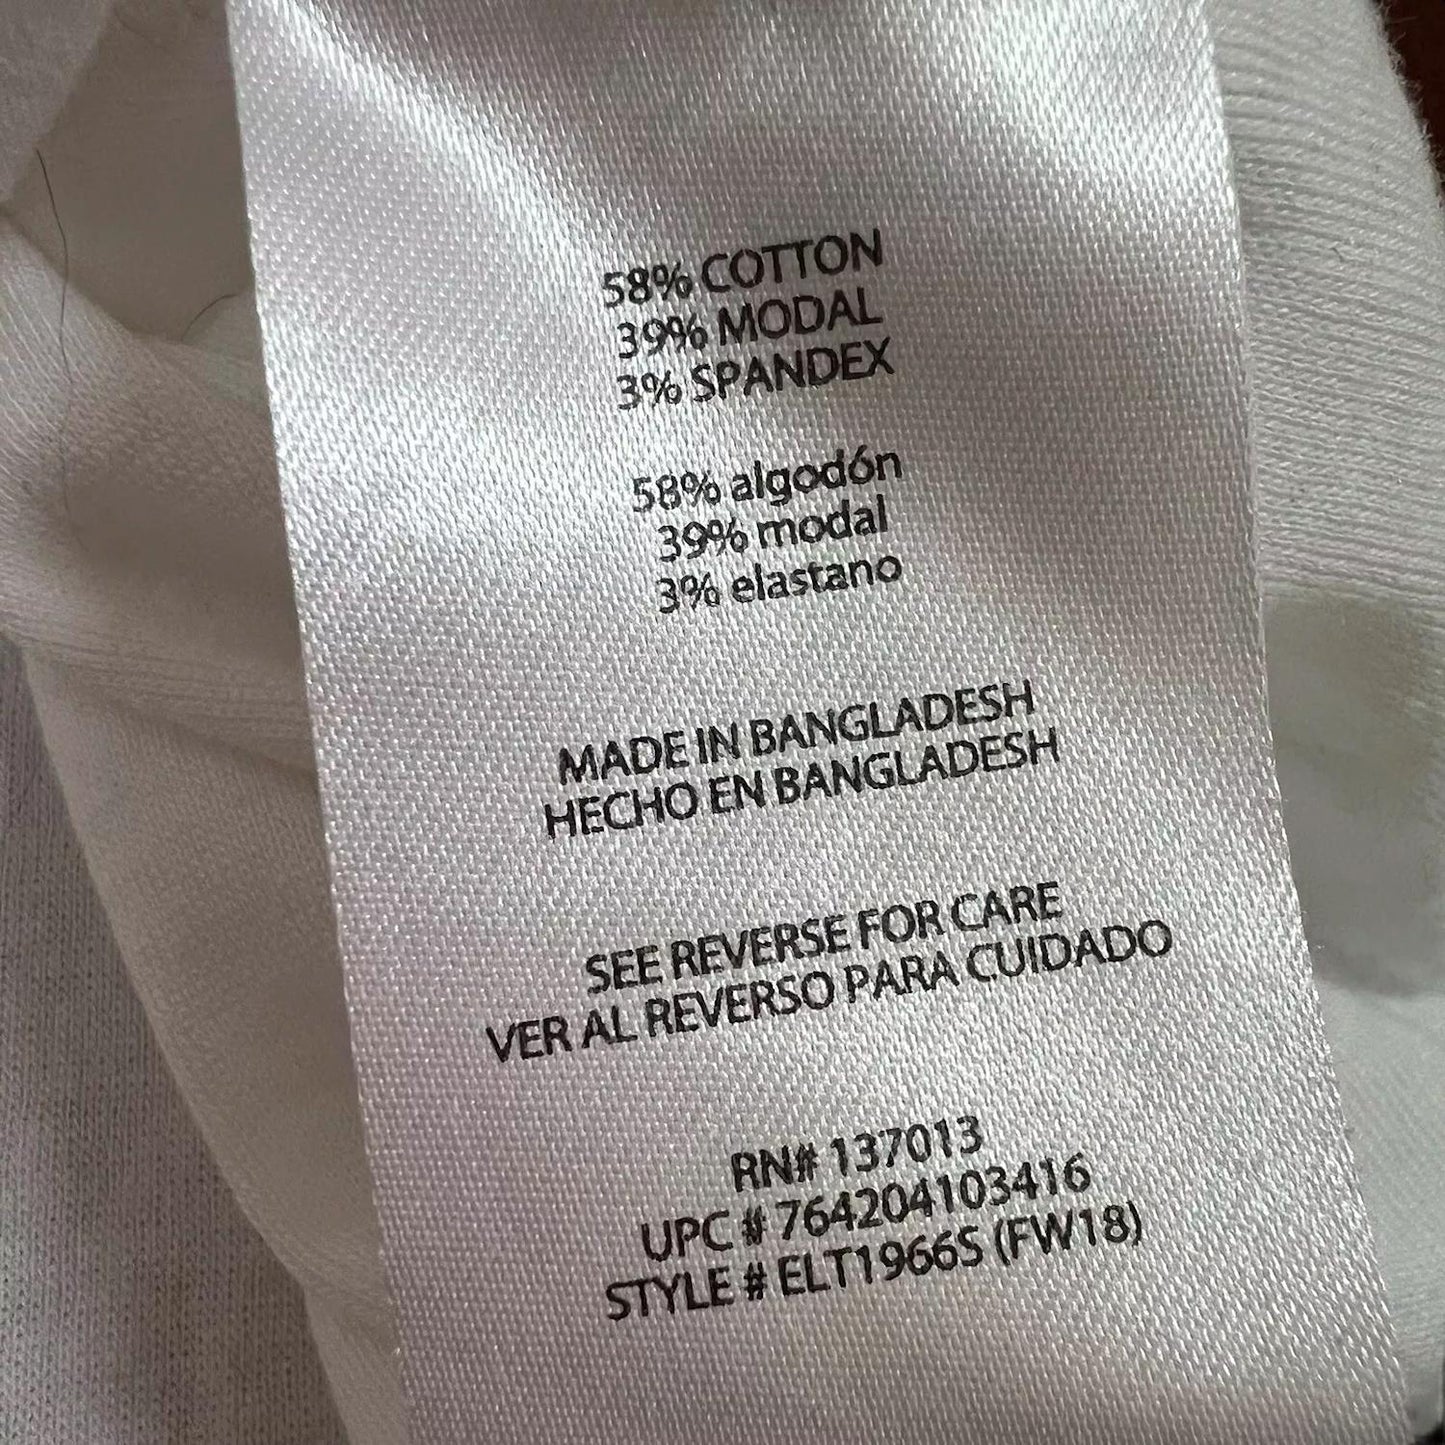 58% COTTON
39% MODAL
3% SPANDEX
58% algodón
39% modal
3% elastano
MADE IN BANGLADESH
HECHO EN BANGLADESH
SEE REVERSE FOR CARE
VER AL REVERSO PARA CUIDADO
RN# 137013
UPC # 764204103416
STYLE # ELT1966S (FW18)